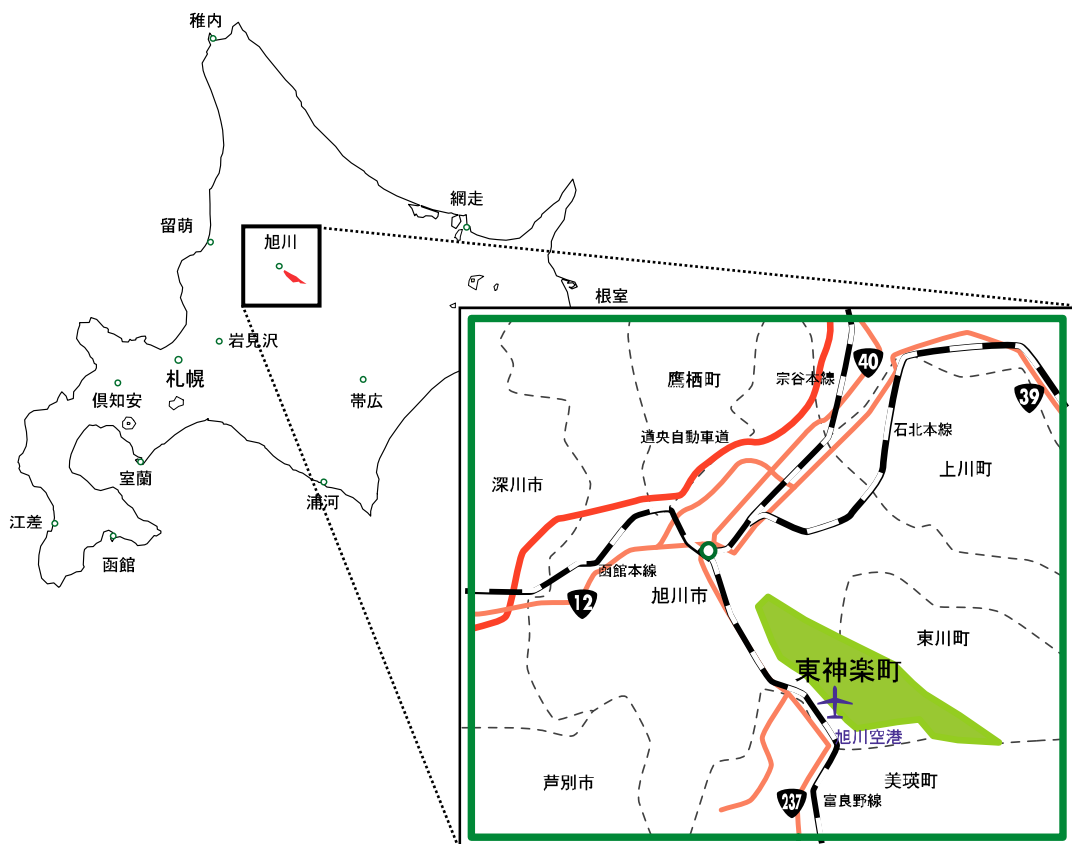 稚内
網走
留萌
旭川
根室
岩見沢
札幌
倶知安
帯広
室蘭
浦河
江差
函館
鷹栖町
宗谷本線
40
39
道央自動車道
石北本線
上川町
深川市
函館本線
12
旭川市
東川町
東神楽町
旭川空港
芦別市
美瑛町
237
富良野線